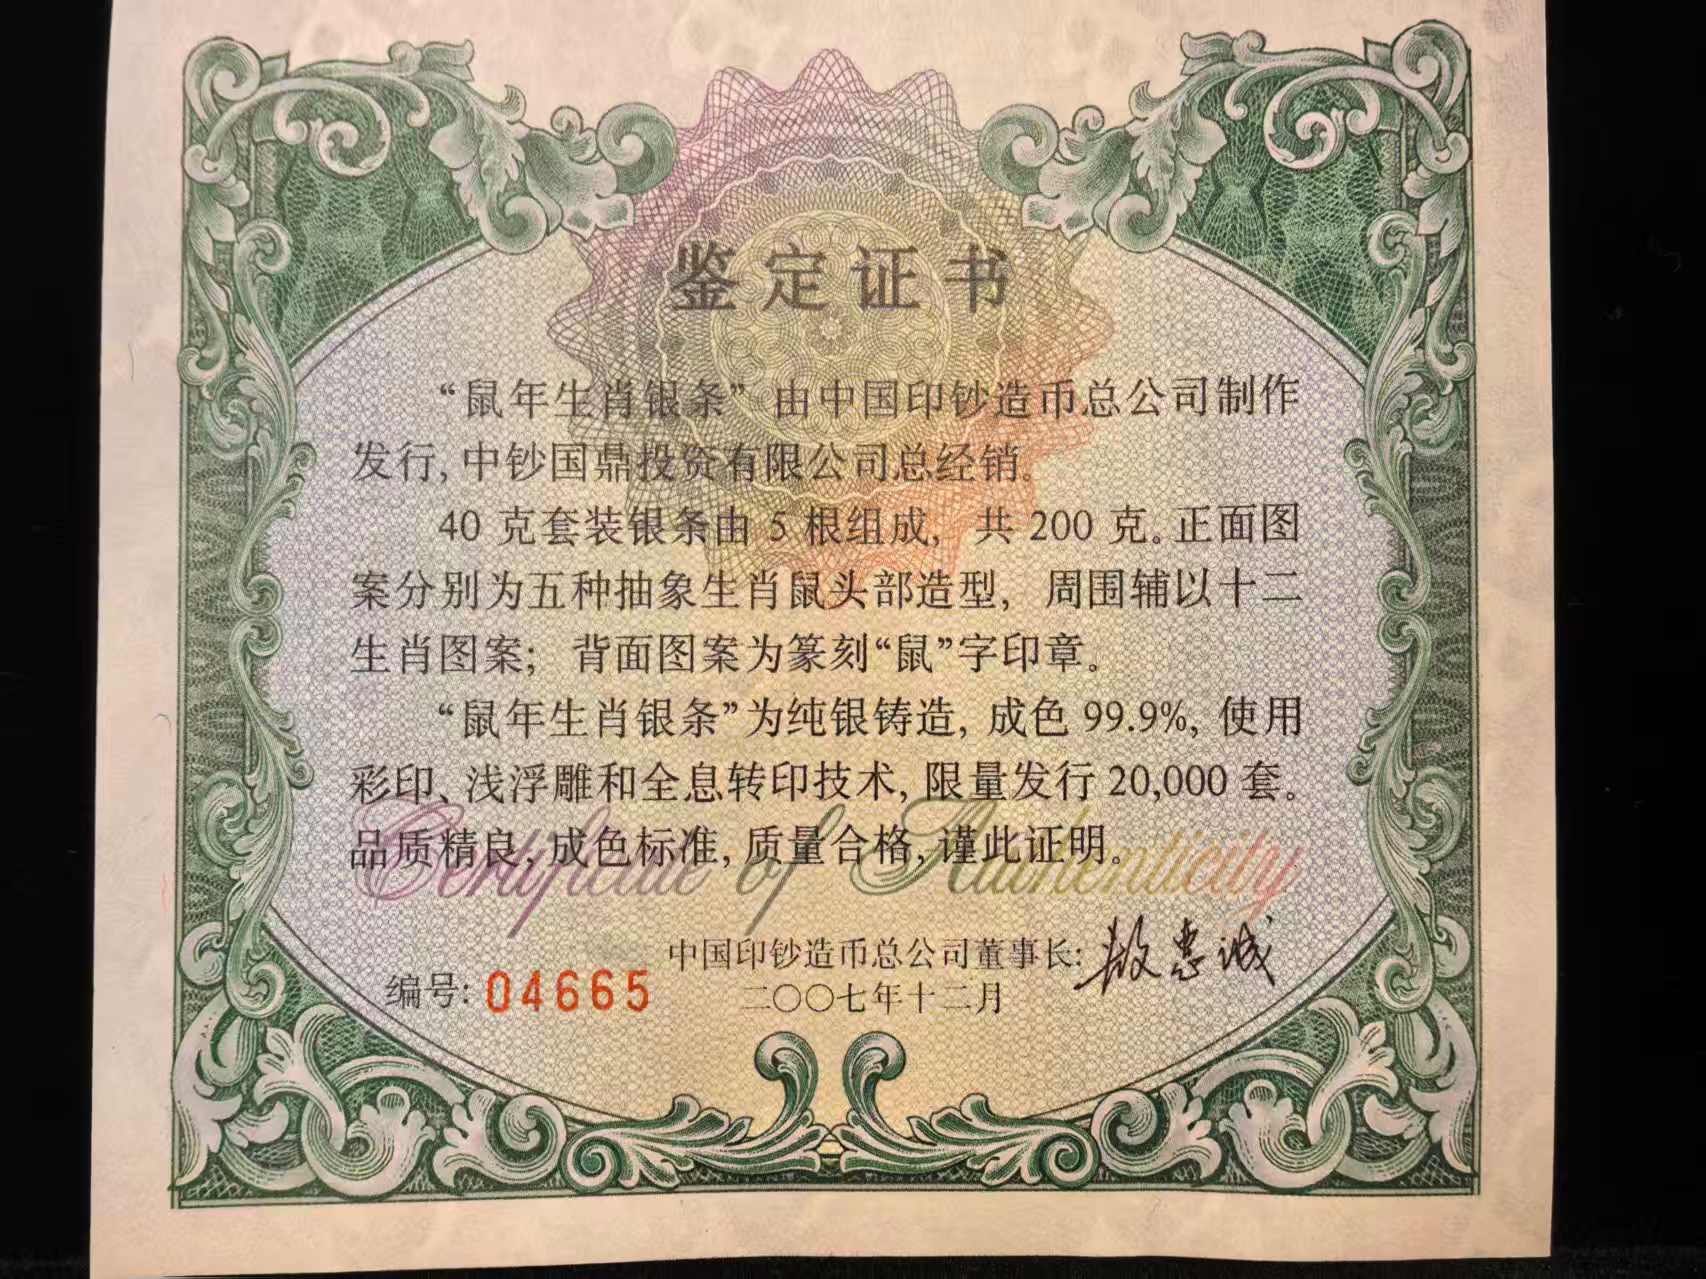 鉴定证书
“鼠年生肖银条”由中国印钞造币总公司制作
发行，中钞国鼎投资有限公司总经销。
40 克套装银条由 5 根组成，共 200 克。正面图
案分别为五种抽象生肖鼠头部造型，周围辅以十二
生肖图案；背面图案为篆刻“鼠”字印章。
“鼠年生肖银条”为纯银铸造，成色 99.9%，使用
彩印、浅浮雕和全息转印技术，限量发行 20,000 套。
品质精良，成色标准，质量合格，谨此证明。
Certificate of Authenticity
中国印钞造币总公司董事长：敖惠诚
编号：04665
二〇〇七年十二月